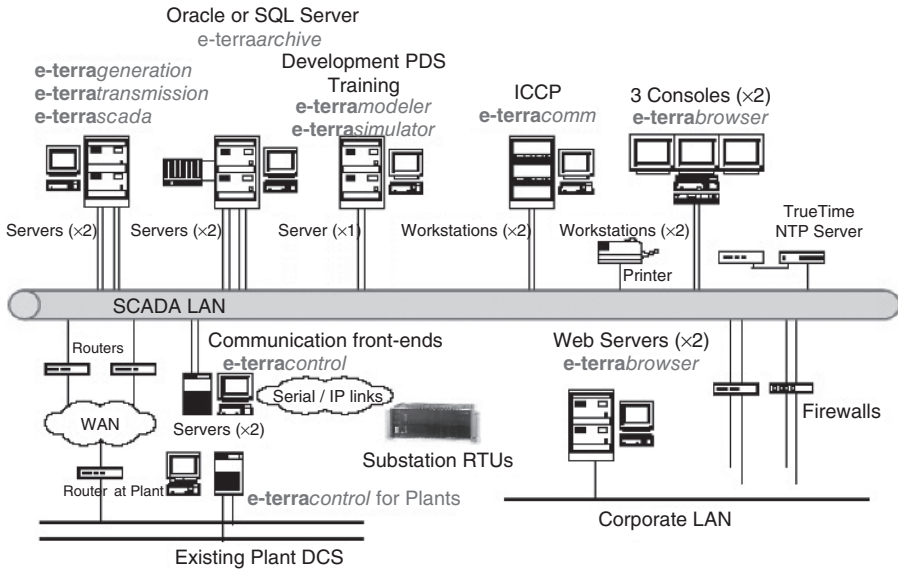 Oracle or SQL Server
e-terraarchive
e-terrageneration
e-terratransmission
e-terrascada
Development PDS
Training
e-terramodeler
e-terrasimulator
ICCP
e-terracomm
3 Consoles (×2)
e-terrabrowser
Servers (×2)
Servers (×2)
Server (×1)
Workstations (×2)
Workstations (×2)
TrueTime
NTP Server
Printer
SCADA LAN
Routers
Communication front-ends
e-terracontrol
Web Servers (×2)
e-terrabrowser
WAN
Serial / IP links
Servers (×2)
Firewalls
Substation RTUs
Router at Plant
e-terracontrol for Plants
Corporate LAN
Existing Plant DCS